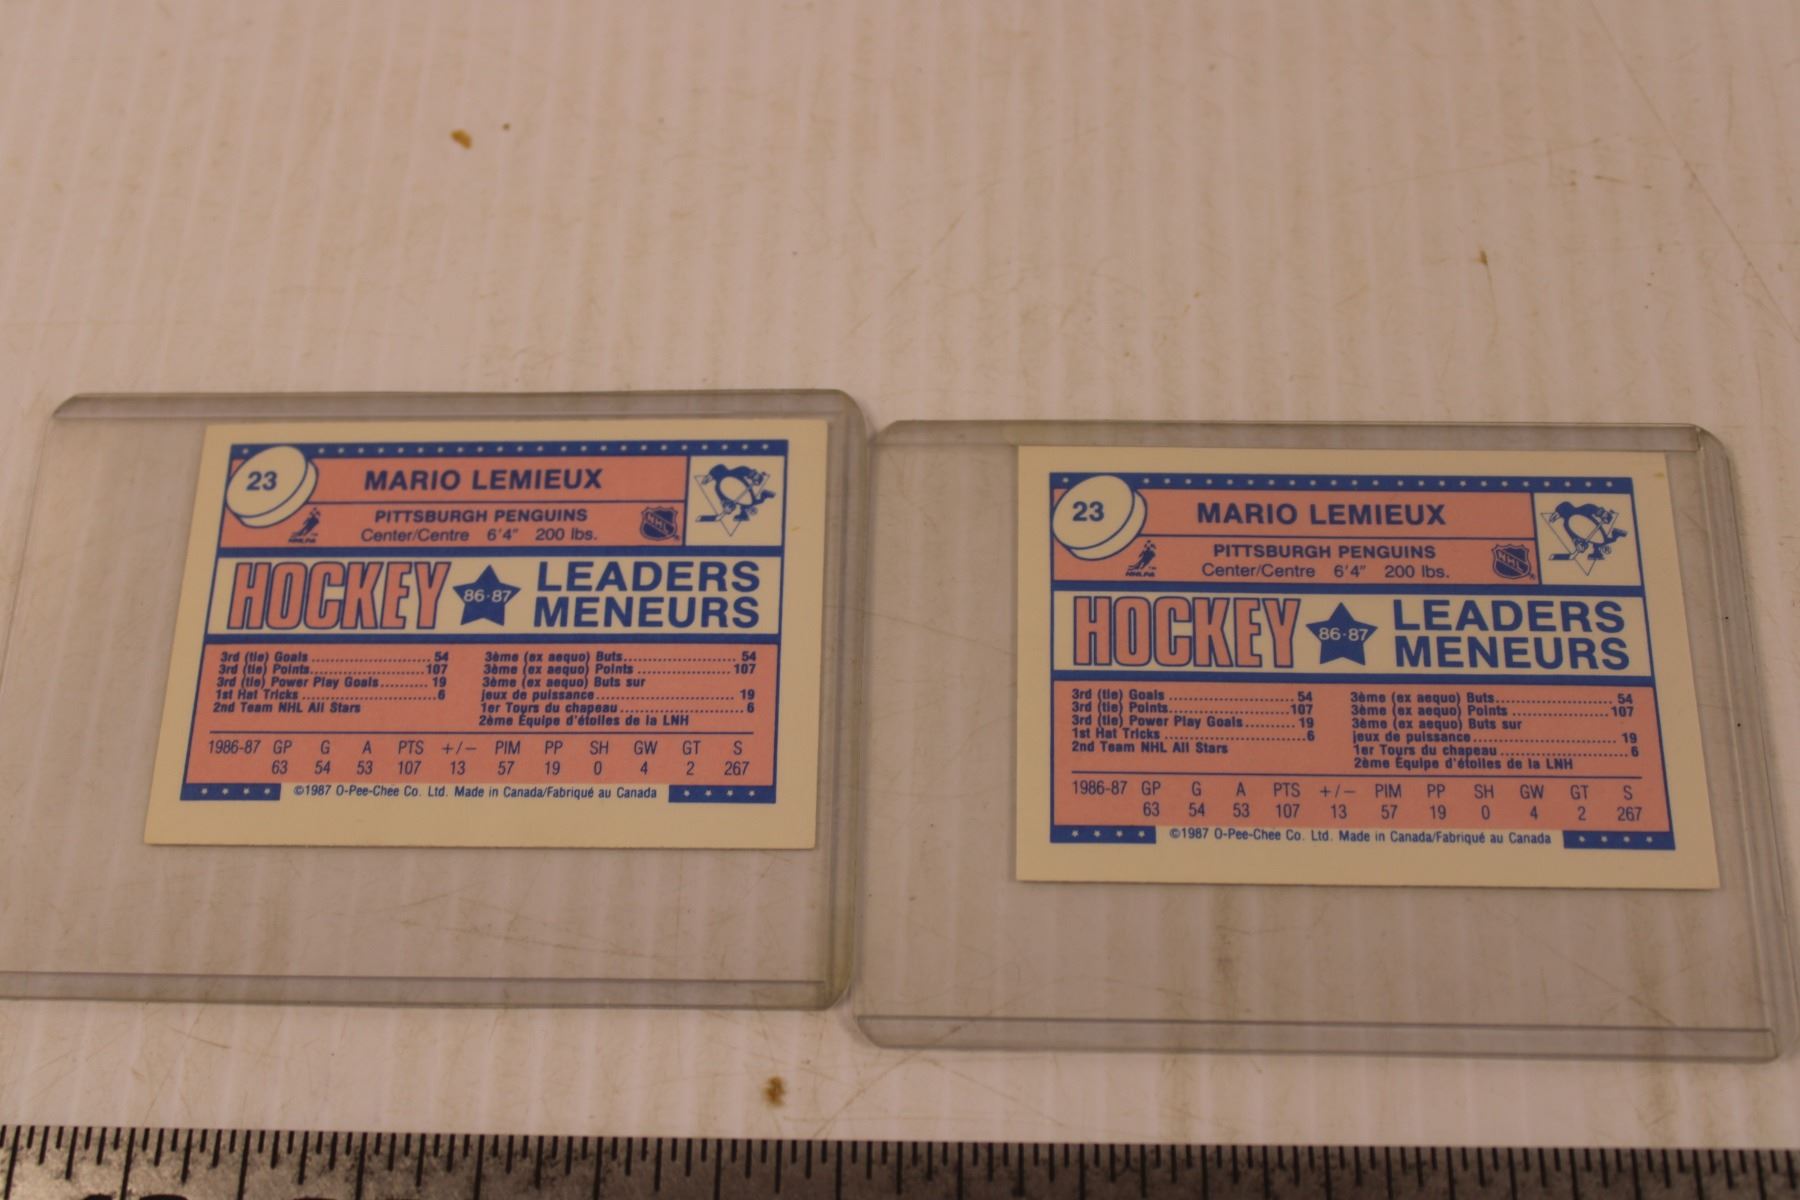 23
MARIO LEMIEUX
PITTSBURGH PENGUINS
Center/Centre 6'4" 200 lbs.
NHLPA
NHL
HOCKEY 86·87 LEADERS
MENEURS
3rd (tie) Goals 54
3rd (tie) Points 107
3rd (tie) Power Play Goals 19
1st Hat Tricks 6
2nd Team NHL All Stars
3ème (ex aequo) Buts 54
3ème (ex aequo) Points 107
3ème (ex aequo) Buts sur
jeux de puissance 19
1er Tours du chapeau 6
2ème Équipe d'étoiles de la LNH
1986-87 GP G A PTS +/− PIM PP SH GW GT S
63 54 53 107 13 57 19 0 4 2 267
©1987 O-Pee-Chee Co. Ltd. Made in Canada/Fabriqué au Canada
23
MARIO LEMIEUX
PITTSBURGH PENGUINS
Center/Centre 6'4" 200 lbs.
NHLPA
NHL
HOCKEY 86·87 LEADERS
MENEURS
3rd (tie) Goals 54
3rd (tie) Points 107
3rd (tie) Power Play Goals 19
1st Hat Tricks 6
2nd Team NHL All Stars
3ème (ex aequo) Buts 54
3ème (ex aequo) Points 107
3ème (ex aequo) Buts sur
jeux de puissance 19
1er Tours du chapeau 6
2ème Équipe d'étoiles de la LNH
1986-87 GP G A PTS +/− PIM PP SH GW GT S
63 54 53 107 13 57 19 0 4 2 267
©1987 O-Pee-Chee Co. Ltd. Made in Canada/Fabriqué au Canada